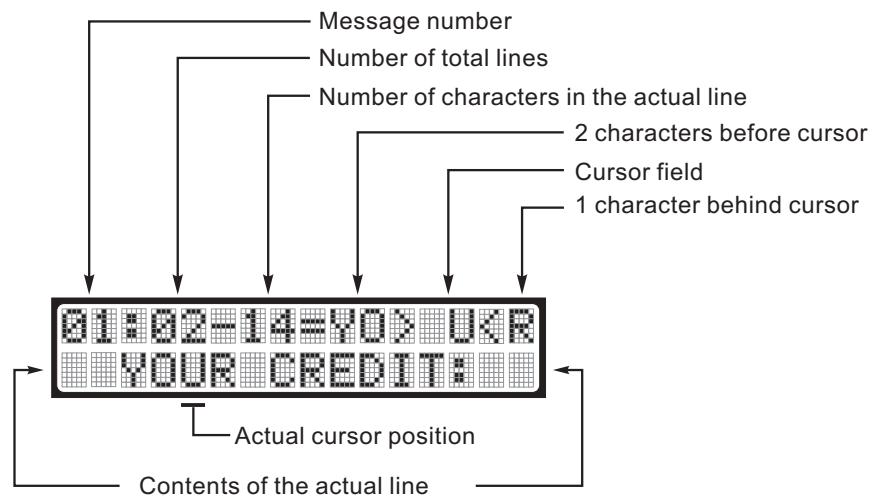 Message number
Number of total lines
Number of characters in the actual line
2 characters before cursor
Cursor field
1 character behind cursor
01:02-14=YO> U<R
YOUR CREDIT:
Actual cursor position
Contents of the actual line